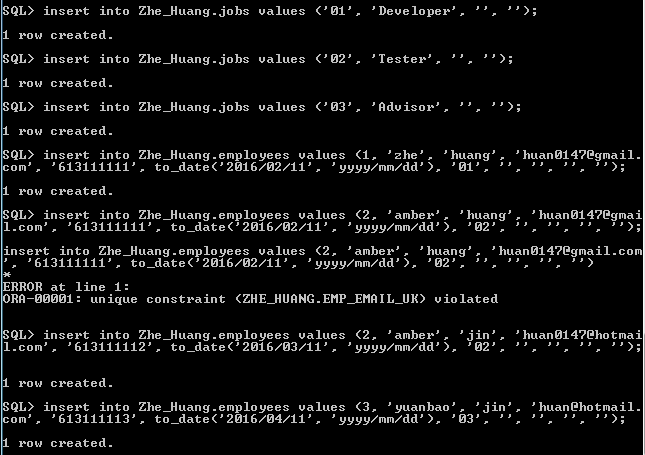 SQL> insert into Zhe_Huang.jobs values ('01', 'Developer', '', '');
1 row created.
SQL> insert into Zhe_Huang.jobs values ('02', 'Tester', '', '');
1 row created.
SQL> insert into Zhe_Huang.jobs values ('03', 'Advisor', '', '');
1 row created.
SQL> insert into Zhe_Huang.employees values (1, 'zhe', 'huang', 'huan0147@gmail.
com', '613111111', to_date('2016/02/11', 'yyyy/mm/dd'), '01', '', '', '', '');
1 row created.
SQL> insert into Zhe_Huang.employees values (2, 'amber', 'huang', 'huan0147@gmai
l.com', '613111111', to_date('2016/02/11', 'yyyy/mm/dd'), '02', '', '', '', '');
insert into Zhe_Huang.employees values (2, 'amber', 'huang', 'huan0147@gmail.com
', '613111111', to_date('2016/02/11', 'yyyy/mm/dd'), '02', '', '', '', '')
*
ERROR at line 1:
ORA-00001: unique constraint (ZHE_HUANG.EMP_EMAIL_UK) violated
SQL> insert into Zhe_Huang.employees values (2, 'amber', 'jin', 'huan0147@hotmai
l.com', '613111112', to_date('2016/03/11', 'yyyy/mm/dd'), '02', '', '', '', '');
1 row created.
SQL> insert into Zhe_Huang.employees values (3, 'yuanbao', 'jin', 'huan@hotmail.
com', '613111113', to_date('2016/04/11', 'yyyy/mm/dd'), '03', '', '', '', '');
1 row created.